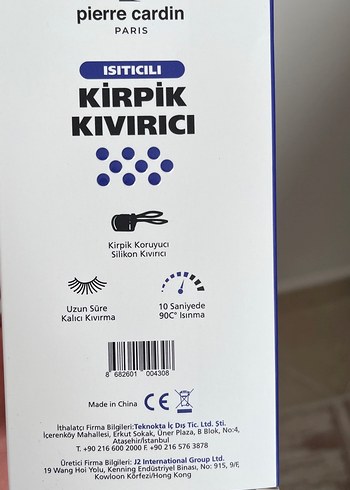 pierre cardin
PARIS
ISITICILI
KİRPİK
KIVIRICI
Kirpik Koruyucu
Silikon Kıvırıcı
Uzun Süre
Kalıcı Kıvırma
10 Saniyede
90C° Isınma
8 682601 004308
Made in China
İthalatçı Firma Bilgileri:Teknokta İç Dış Tic. Ltd. Sti.
İçerenköy Mahallesi, Erkut Sokak, Üner Plaza, B Blok, No:4,
Ataşehir/İstanbul
T. +90 216 600 2000 F. +90 216 576 3878
Üretici Firma Bilgileri: J2 International Group Ltd.
19 Wang Hoi Yolu, Kenning Endüstriyel Binası, No: 915, 9/F,
Kowloon Körfezi/Hong Kong